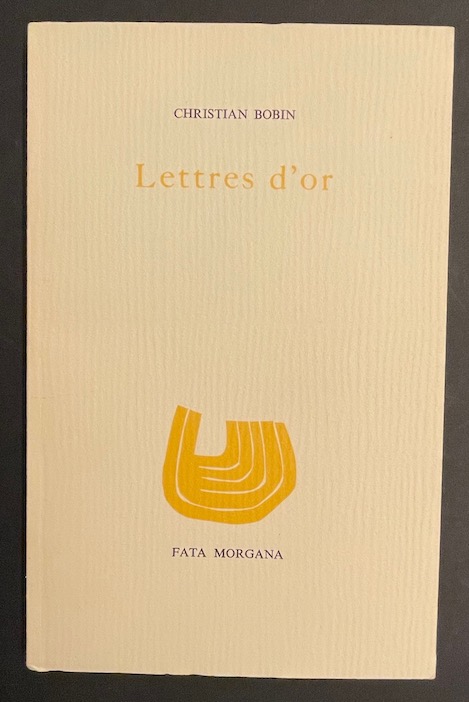 CHRISTIAN BOBIN
Lettres d’or
FATA MORGANA